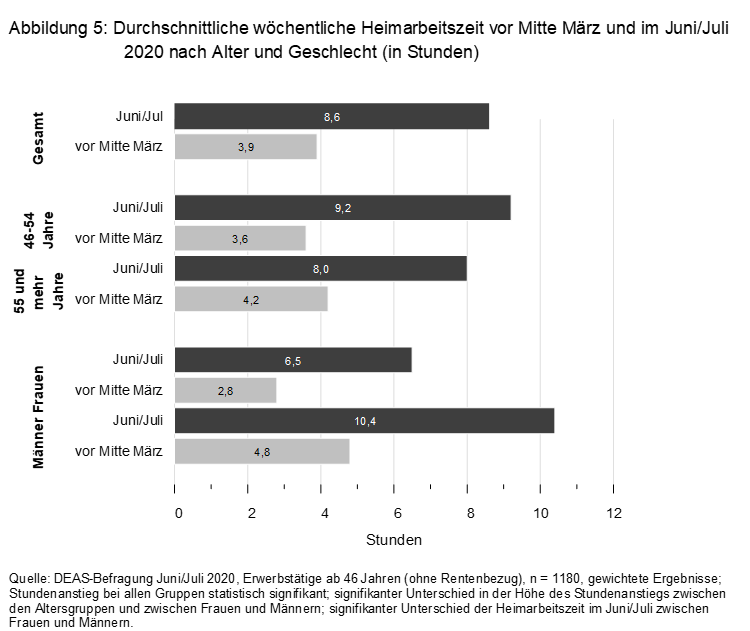 Abbildung 5: Durchschnittliche wöchentliche Heimarbeitszeit vor Mitte März und im Juni/Juli
2020 nach Alter und Geschlecht (in Stunden)
Gesamt
Juni/Jul
8,6
vor Mitte März
3,9
46-54
Jahre
Juni/Juli
9,2
vor Mitte März
3,6
55 und
mehr
Jahre
Juni/Juli
8,0
vor Mitte März
4,2
Frauen
Juni/Juli
6,5
vor Mitte März
2,8
Männer
Juni/Juli
10,4
vor Mitte März
4,8
0 2 4 6 8 10 12
Stunden
Quelle: DEAS-Befragung Juni/Juli 2020, Erwerbstätige ab 46 Jahren (ohne Rentenbezug), n = 1180, gewichtete Ergebnisse;
Stundenanstieg bei allen Gruppen statistisch signifikant; signifikanter Unterschied in der Höhe des Stundenanstiegs zwischen
den Altersgruppen und zwischen Frauen und Männern; signifikanter Unterschied der Heimarbeitszeit im Juni/Juli zwischen
Frauen und Männern.